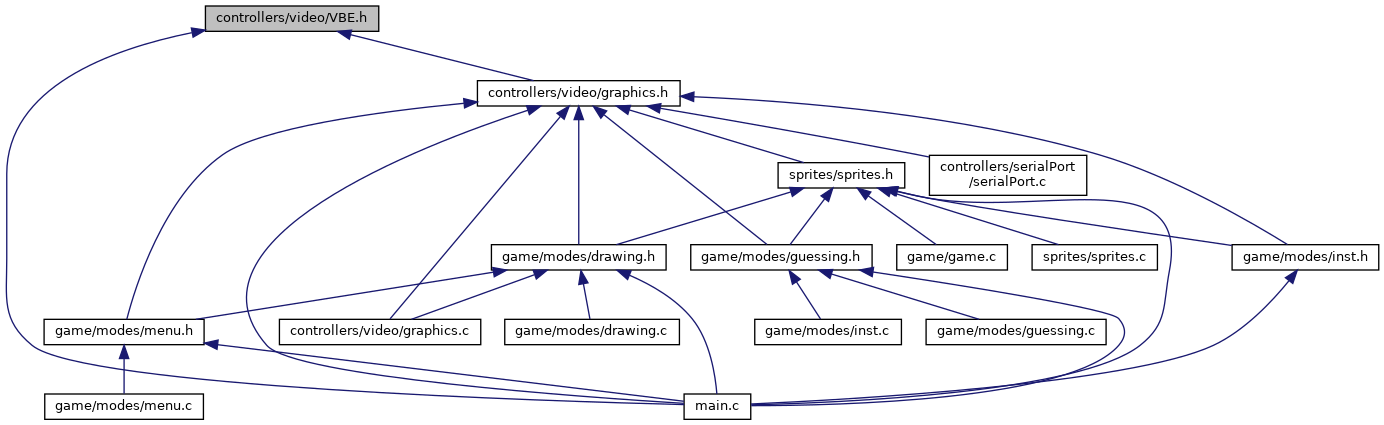 controllers/video/VBE.h
controllers/video/graphics.h
controllers/serialPort
/serialPort.c
sprites/sprites.h
game/modes/drawing.h
game/modes/guessing.h
game/game.c
sprites/sprites.c
game/modes/inst.h
game/modes/menu.h
controllers/video/graphics.c
game/modes/drawing.c
game/modes/inst.c
game/modes/guessing.c
game/modes/menu.c
main.c